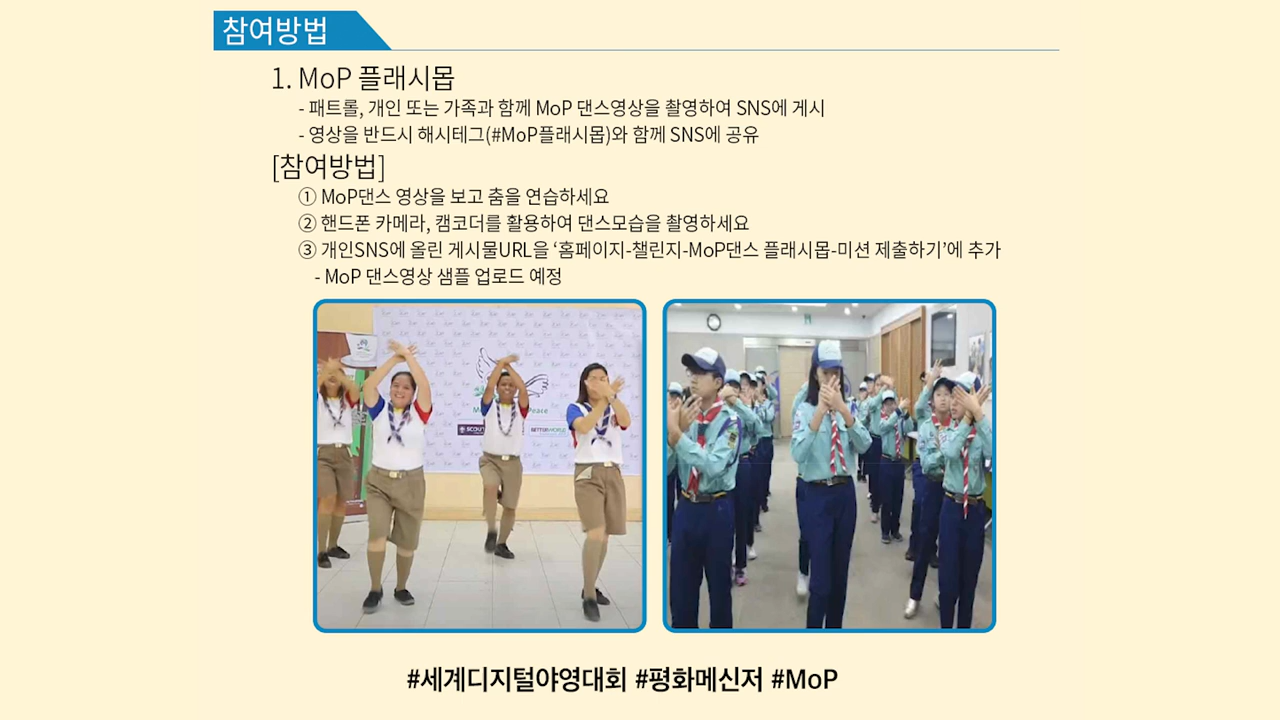 참여방법
1. MoP 플래시몹
- 패트롤, 개인 또는 가족과 함께 MoP 댄스영상을 촬영하여 SNS에 게시
- 영상을 반드시 해시테그(#MoP플래시몹)와 함께 SNS에 공유
[참여방법]
① MoP댄스 영상을 보고 춤을 연습하세요
② 핸드폰 카메라, 캠코더를 활용하여 댄스모습을 촬영하세요
③ 개인SNS에 올린 게시물URL을 ‘홈페이지-챌린지-MoP댄스 플래시몹-미션 제출하기’에 추가
- MoP 댄스영상 샘플 업로드 예정
#세계디지털야영대회 #평화메신저 #MoP